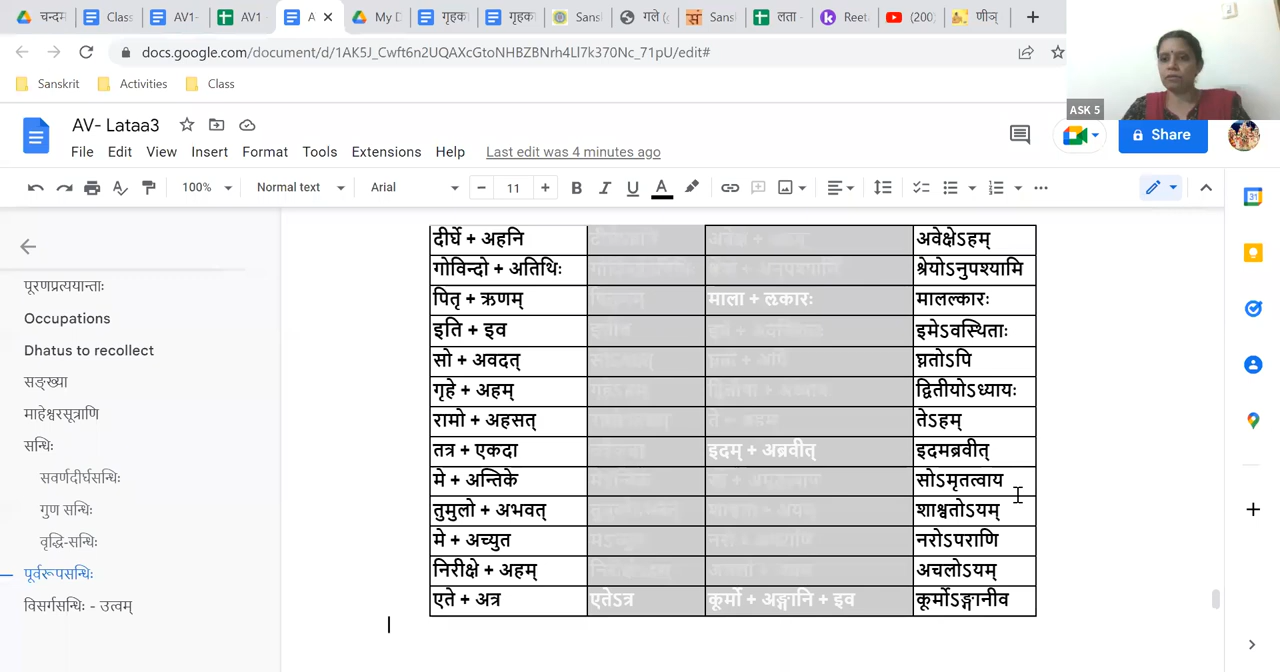 चन्दम
Class
AV1-
AV1
A
My D
गृहक
गृहक
Sans
गले (
Sans
लता -
Reet
(200
णीञ्
docs.google.com/document/d/1AK5J_Cwft6n2UQAXcGtoNHBZBNrh4Ll7k370Nc_71pU/edit#
Sanskrit
Activities
Class
ASK 5
AV- Lataa3
Share
File Edit View Insert Format Tools Extensions Help Last edit was 4 minutes ago
100% Normal text Arial 11
पूरणप्रत्ययान्ताः
Occupations
Dhatus to recollect
सङ्ख्या
माहेश्वरसूत्राणि
सन्धिः
सवर्णदीर्घसन्धिः
गुण सन्धिः
वृद्धि-सन्धिः
पूर्वरूपसन्धिः
विसर्गसन्धिः - उत्वम्
दीर्घे + अहनि अवेक्षेऽहम्
गोविन्दो + अतिथिः श्रेयोऽनुपश्यामि
पितृ + ऋणम् माला + ऌकारः मालल्कारः
इति + इव इमेऽवस्थिताः
सो + अवदत् घ्नतोऽपि
गृहे + अहम् द्वितीयोऽध्यायः
रामो + अहसत् तेऽहम्
तत्र + एकदा इदम् + अब्रवीत् इदमब्रवीत्
मे + अन्तिके सोऽमृतत्वाय
तुमुलो + अभवत् शाश्वतोऽयम्
मे + अच्युत नरोऽपराणि
निरीक्षे + अहम् अचलोऽयम्
एते + अत्र एतेऽत्र कूर्मो + अङ्गानि + इव कूर्मोऽङ्गानीव